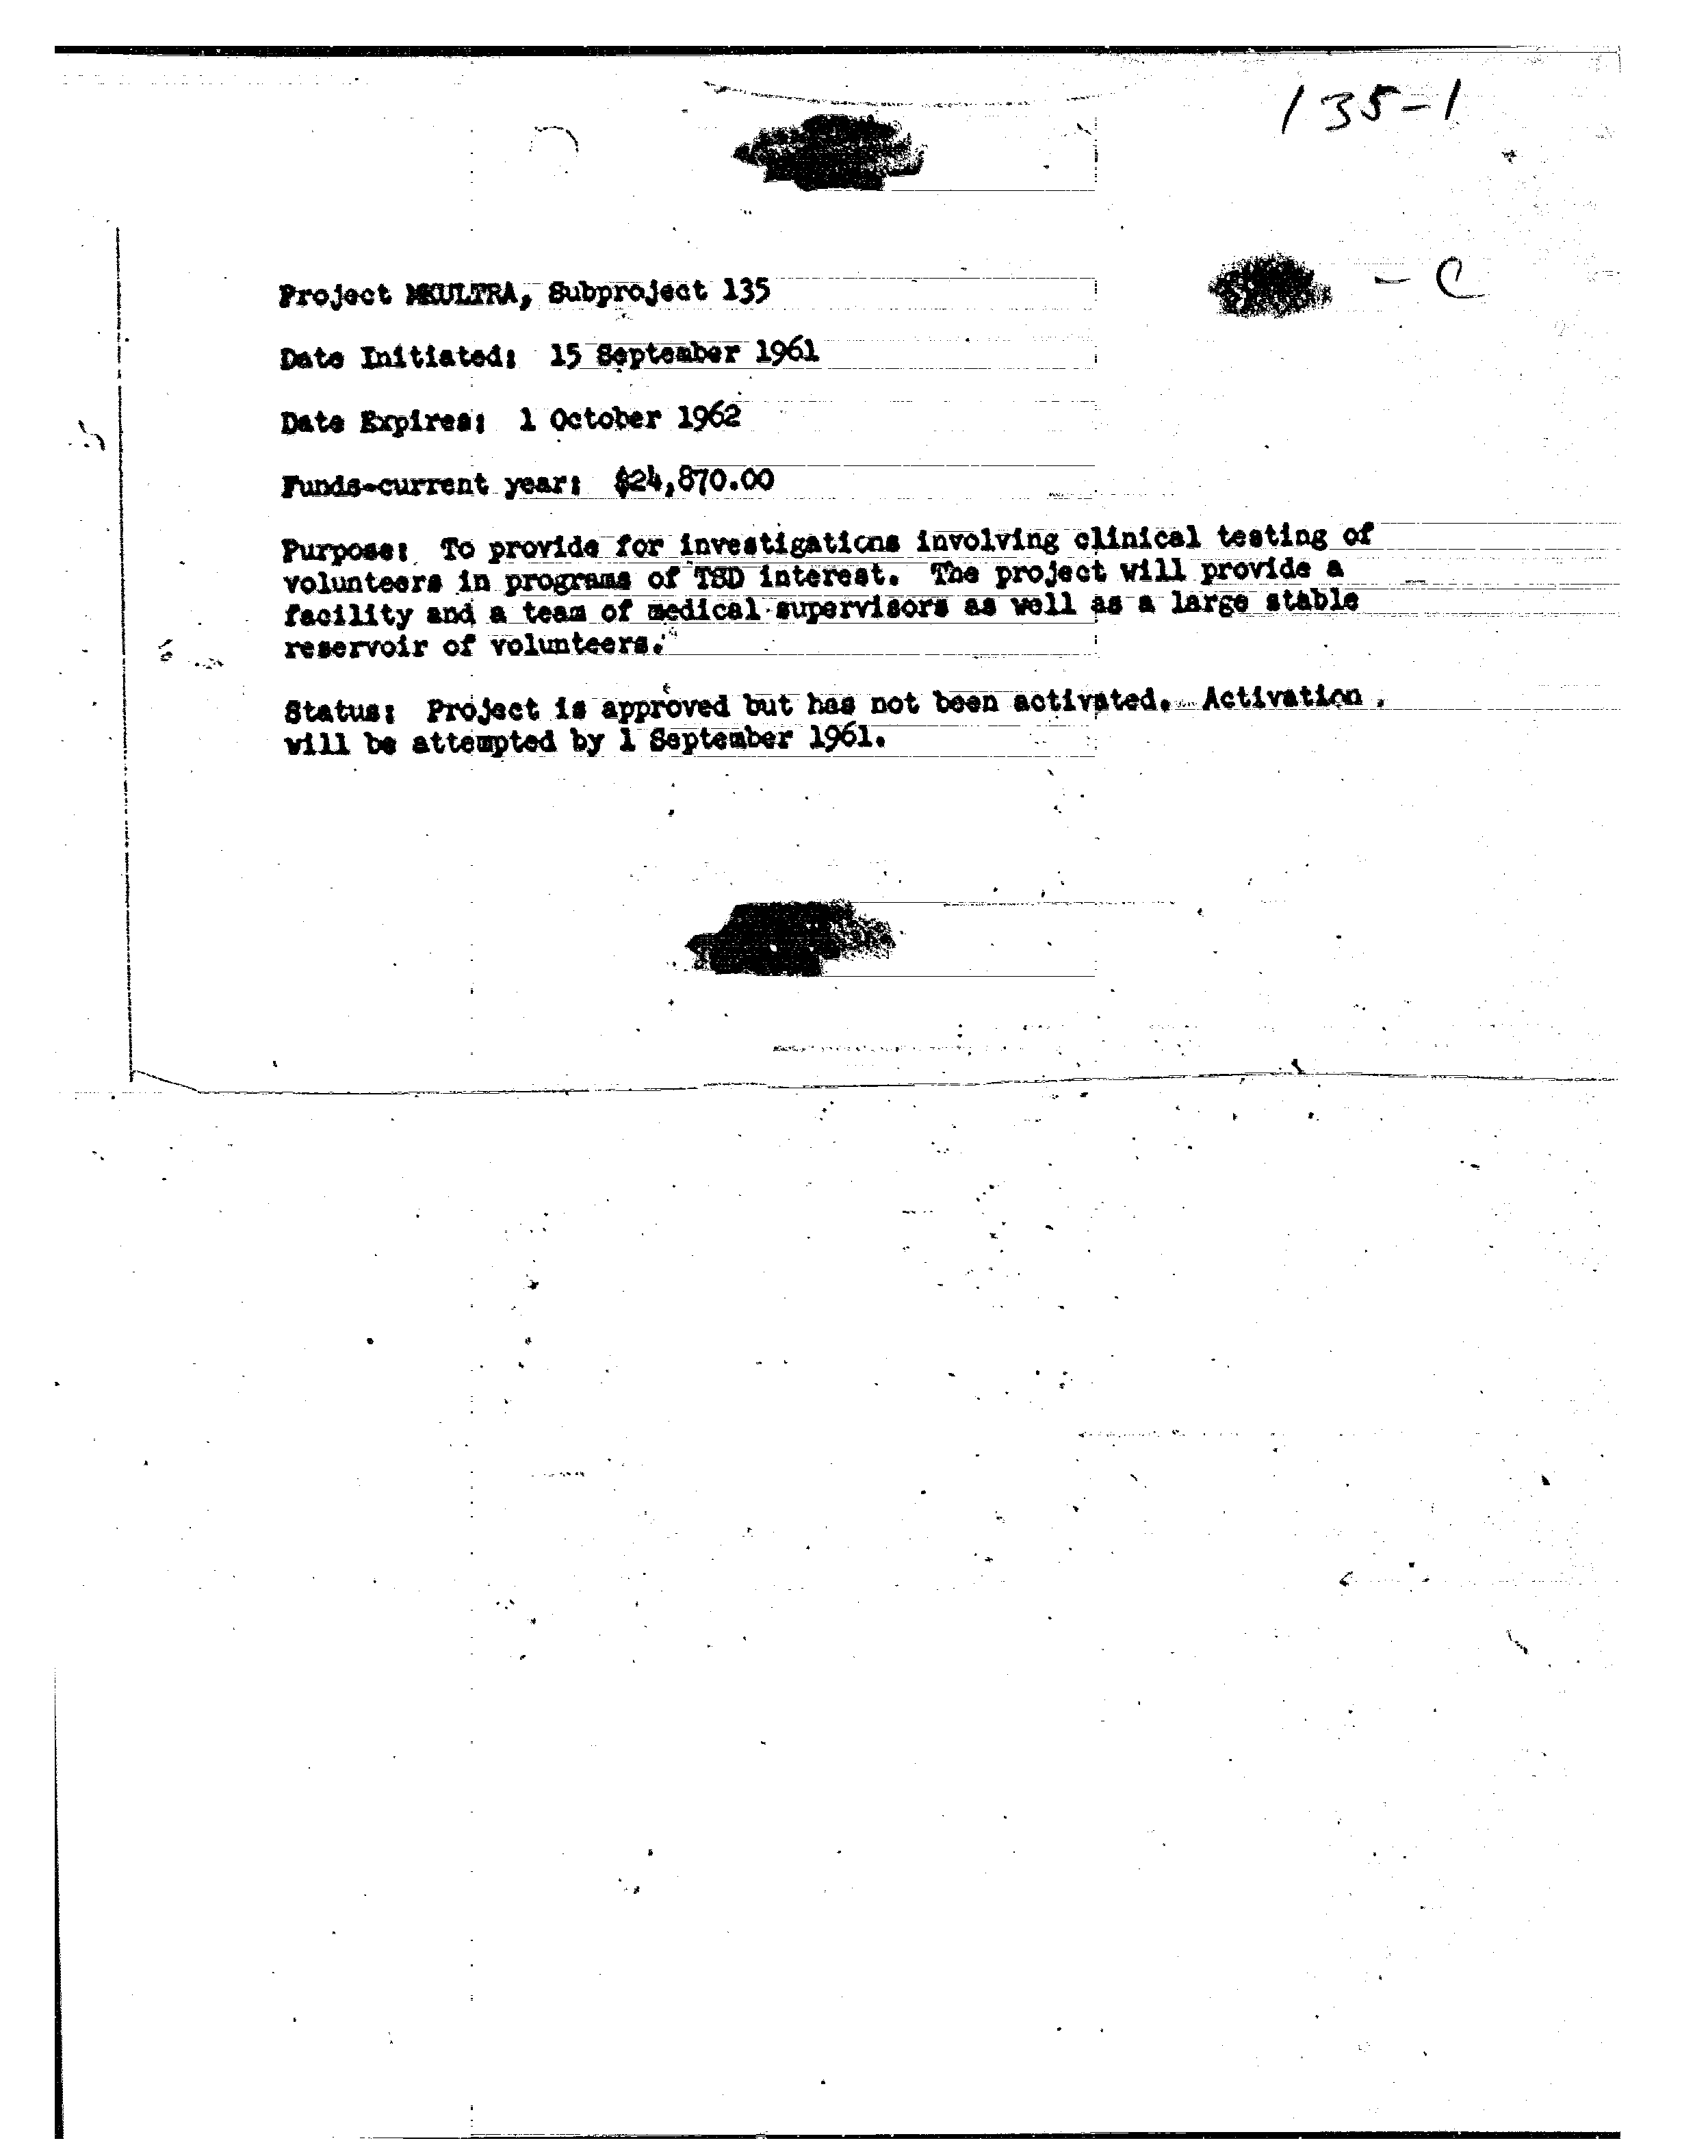 135-1
- C
Project MKULTRA, Subproject 135
Date Initiated: 15 September 1961
Date Expires: 1 October 1962
Funds-current year: $24,870.00
Purpose: To provide for investigations involving clinical testing of
volunteers in programs of TSD interest. The project will provide a
facility and a team of medical supervisors as well as a large stable
reservoir of volunteers.
Status: Project is approved but has not been activated. Activation
will be attempted by 1 September 1961.